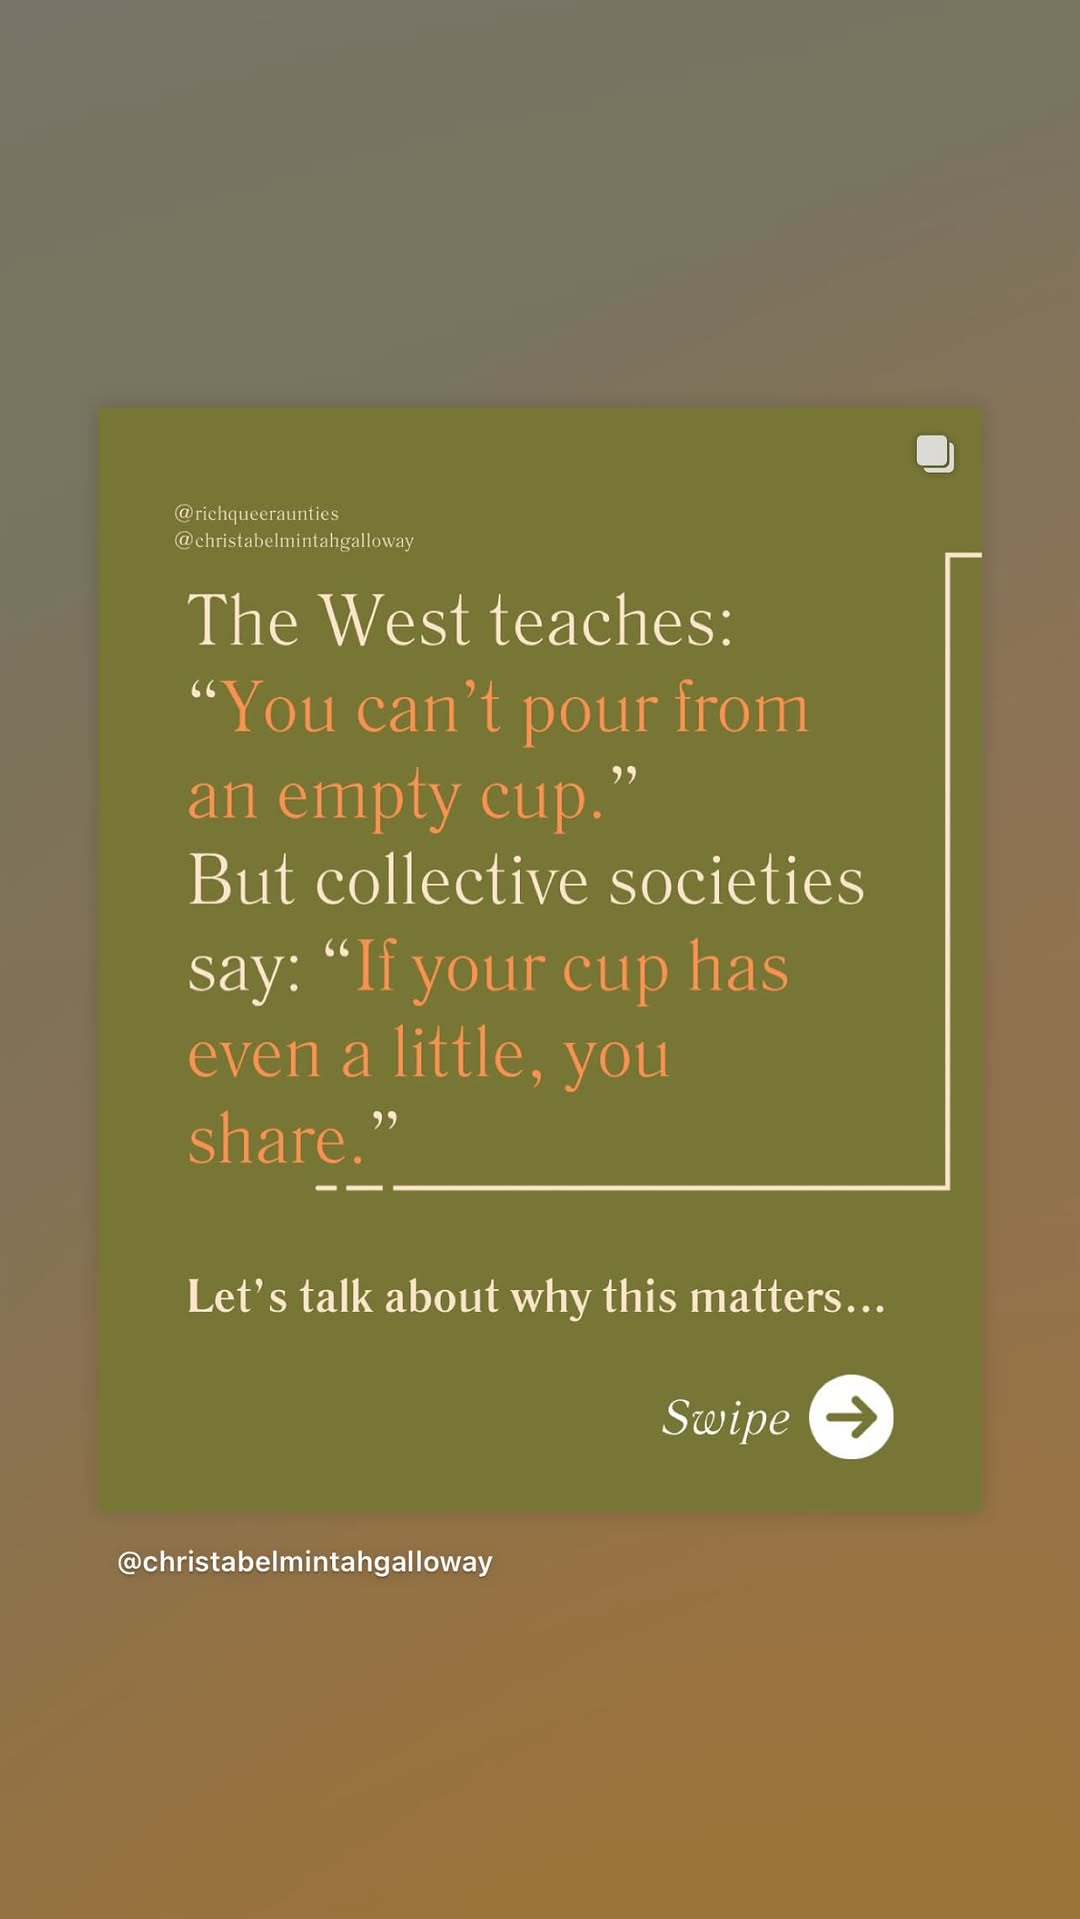 @richqueeraunties
@christabelmintahgalloway
The West teaches:
“You can’t pour from
an empty cup.”
But collective societies
say: “If your cup has
even a little, you
share.”
Let’s talk about why this matters...
Swipe
@christabelmintahgalloway